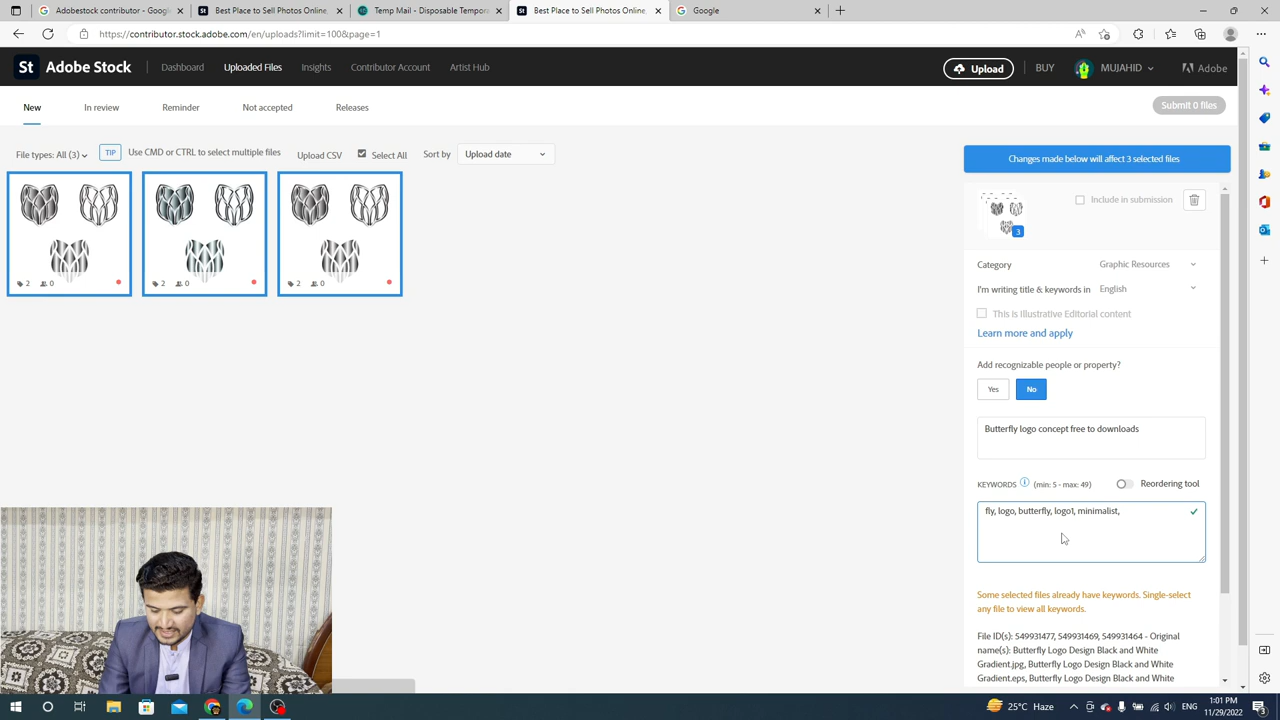 Adobestock Contributor G
Best Place to Sell Photos Online,
Temp Mail - Disposable Tempora
Best Place to Sell Photos Online,
Google
https://contributor.stock.adobe.com/en/uploads?limit=100&page=1
St Adobe Stock
Dashboard
Uploaded Files
Insights
Contributor Account
Artist Hub
Upload
BUY
MUJAHID
Adobe
New
In review
Reminder
Not accepted
Releases
Submit 0 files
File types: All (3)
TIP
Use CMD or CTRL to select multiple files
Upload CSV
Select All
Sort by
Upload date
Changes made below will affect 3 selected files
2 0
2 0
2 0
3
Include in submission
Category
Graphic Resources
I'm writing title & keywords in
English
This is Illustrative Editorial content
Learn more and apply
Add recognizable people or property?
Yes
No
Butterfly logo concept free to downloads
KEYWORDS (min: 5 - max: 49)
Reordering tool
fly, logo, butterfly, logo1, minimalist,
Some selected files already have keywords. Single-select
any file to view all keywords.
File ID(s): 549931477, 549931469, 549931464 - Original
name(s): Butterfly Logo Design Black and White
Gradient.jpg, Butterfly Logo Design Black and White
Gradient.eps, Butterfly Logo Design Black and White
25°C Haze
ENG
1:01 PM
11/29/2022
3